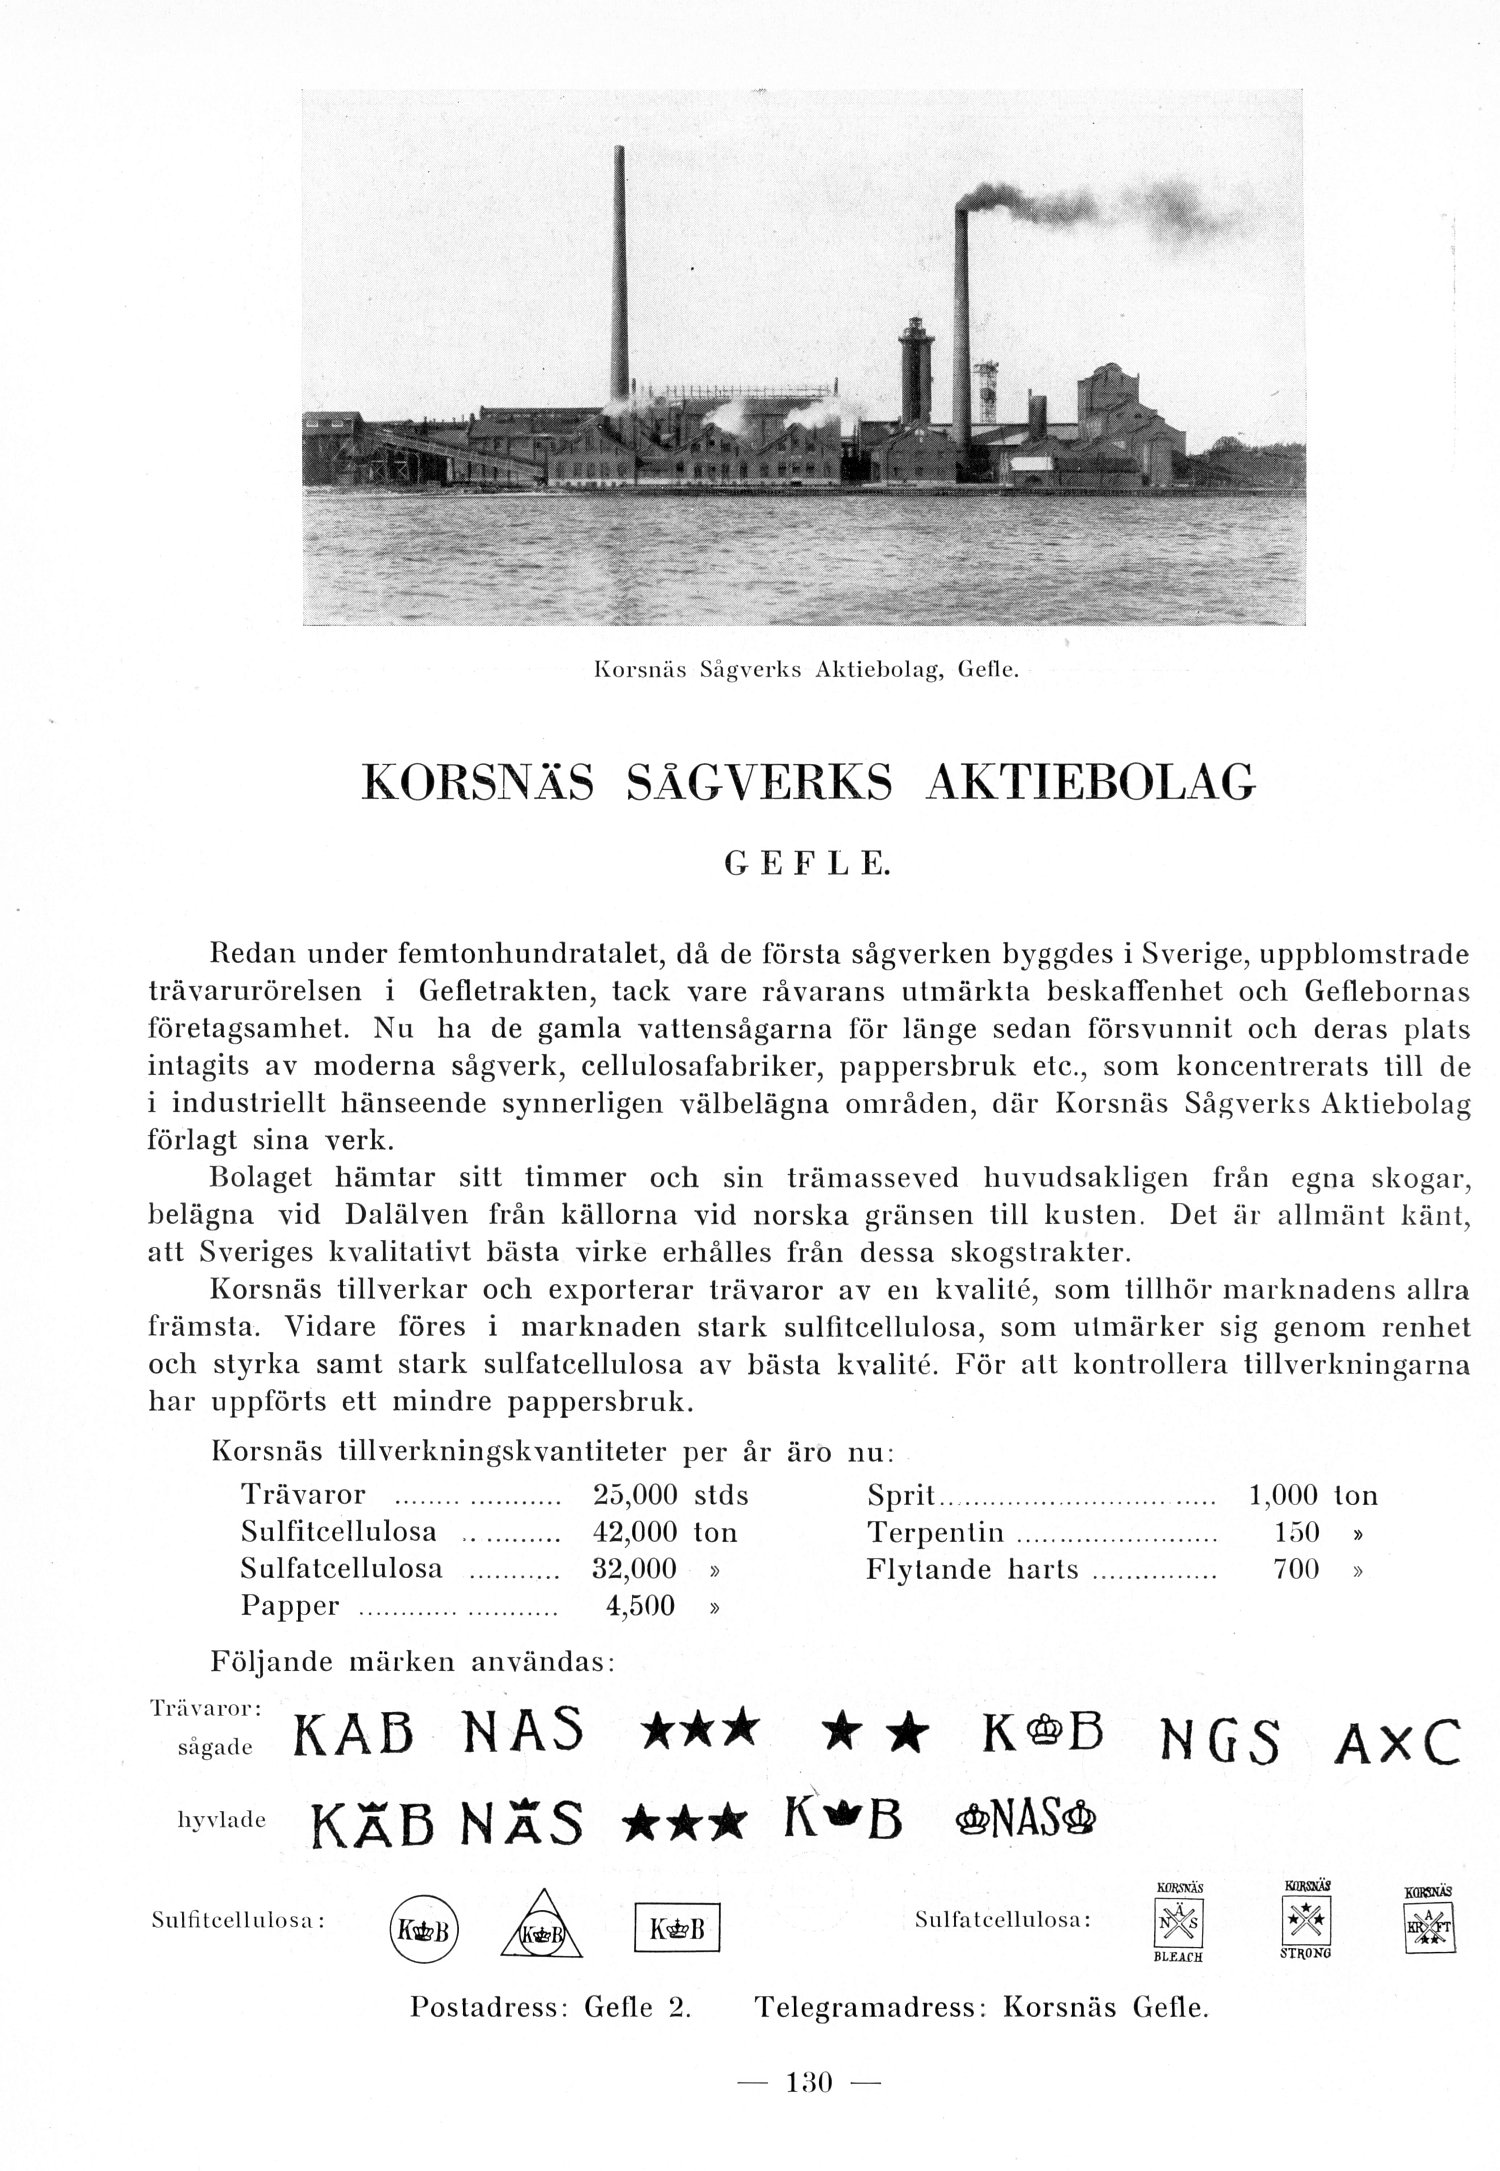 Korsnäs Sågverks Aktiebolag, Gefle.
KORSNÄS SÅGVERKS AKTIEBOLAG
GEFLE.
Redan under femtonhundratalet, då de första sågverken byggdes i Sverige, uppblomstrade
trävarurörelsen i Gefletrakten, tack vare råvarans utmärkta beskaffenhet och Geflebornas
företagsamhet. Nu ha de gamla vattensågarna för länge sedan försvunnit och deras plats
intagits av moderna sågverk, cellulosafabriker, pappersbruk etc., som koncentrerats till de
i industriellt hänseende synnerligen välbelägna områden, där Korsnäs Sågverks Aktiebolag
förlagt sina verk.
Bolaget hämtar sitt timmer och sin trämasseved huvudsakligen från egna skogar,
belägna vid Dalälven från källorna vid norska gränsen till kusten. Det är allmänt känt,
att Sveriges kvalitativt bästa virke erhålles från dessa skogstrakter.
Korsnäs tillverkar och exporterar trävaror av en kvalité, som tillhör marknadens allra
främsta. Vidare föres i marknaden stark sulfitcellulosa, som utmärker sig genom renhet
och styrka samt stark sulfatcellulosa av bästa kvalité. För att kontrollera tillverkningarna
har uppförts ett mindre pappersbruk.
Korsnäs tillverkningskvantiteter per år äro nu:
Trävaror ................... 25,000 stds Sprit................................ 1,000 ton
Sulfitcellulosa ........... 42,000 ton Terpentin ........................ 150 »
Sulfatcellulosa ........... 32,000 » Flytande harts ............... 700 »
Papper ....................... 4,500 »
Följande märken användas:
Trävaror:
sågade KAB NAS ★★★ ★ ★ K B NGS A×C
hyvlade KÄB NÄS ★★★ K B NAS
Sulfitcellulosa: K B K B K B Sulfatcellulosa: KORSNÄS N Ä S BLEACH KORSNÄS STRONG KORSNÄS KRAFT
Postadress: Gefle 2. Telegramadress: Korsnäs Gefle.
— 130 —